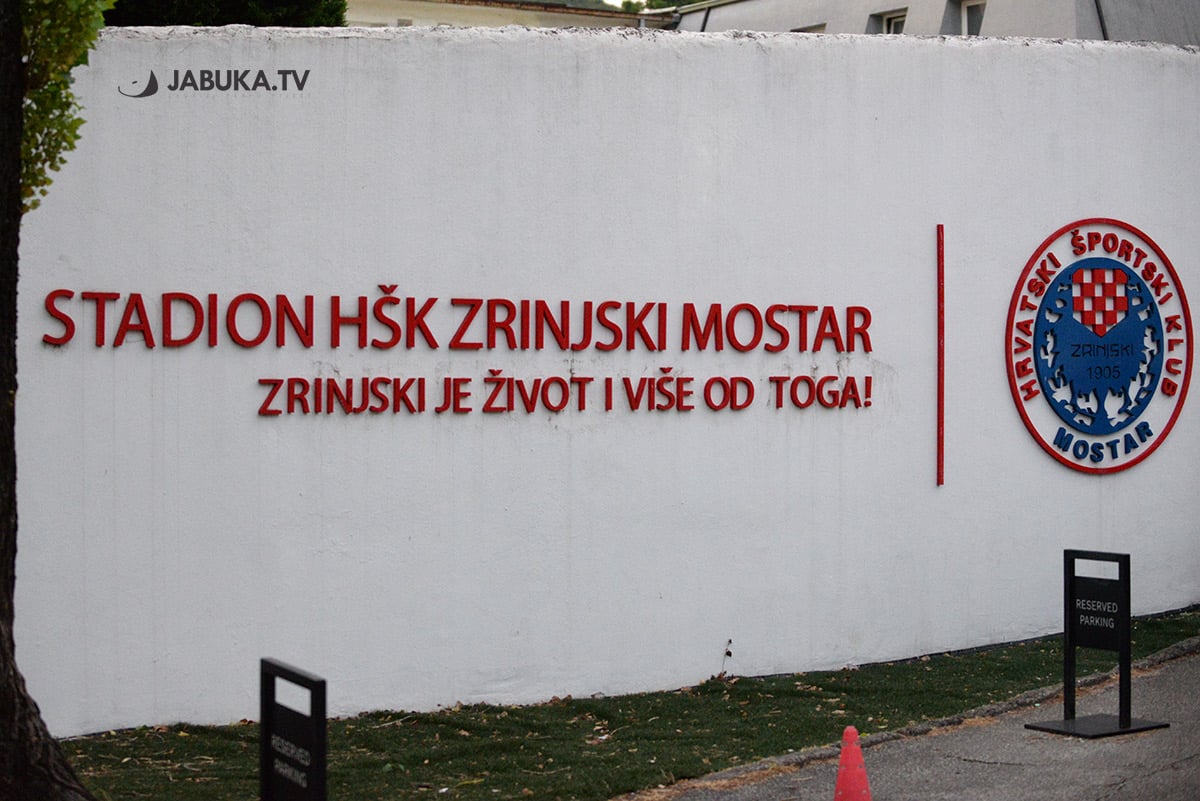 JABUKA.TV
STADION HŠK ZRINJSKI MOSTAR
ZRINJSKI JE ŽIVOT I VIŠE OD TOGA!
HRVATSKI ŠPORTSKI KLUB
ZRINJSKI
1905
MOSTAR
RESERVED
PARKING
RESERVED
PARKING